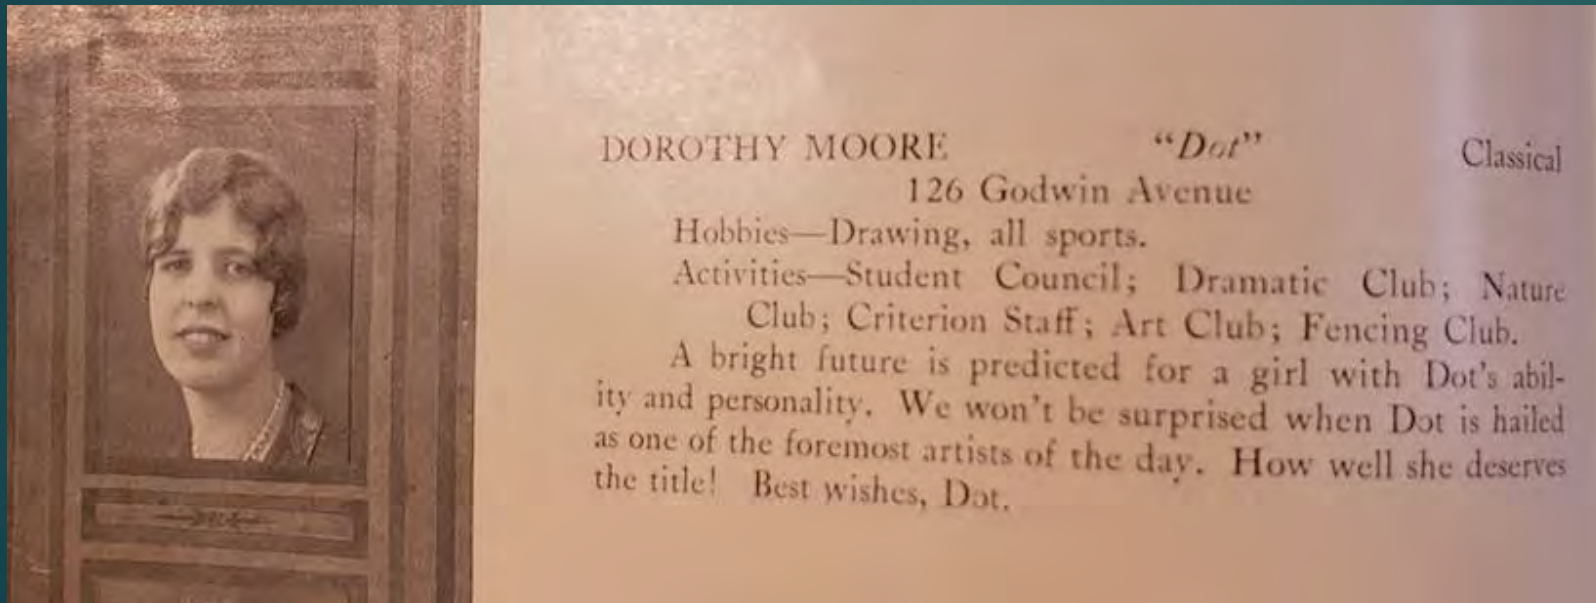 DOROTHY MOORE "Dot" Classical
126 Godwin Avenue
Hobbies—Drawing, all sports.
Activities—Student Council; Dramatic Club; Nature
Club; Criterion Staff; Art Club; Fencing Club.
A bright future is predicted for a girl with Dot's abil-
ity and personality. We won't be surprised when Dot is hailed
as one of the foremost artists of the day. How well she deserves
the title! Best wishes, Dot.